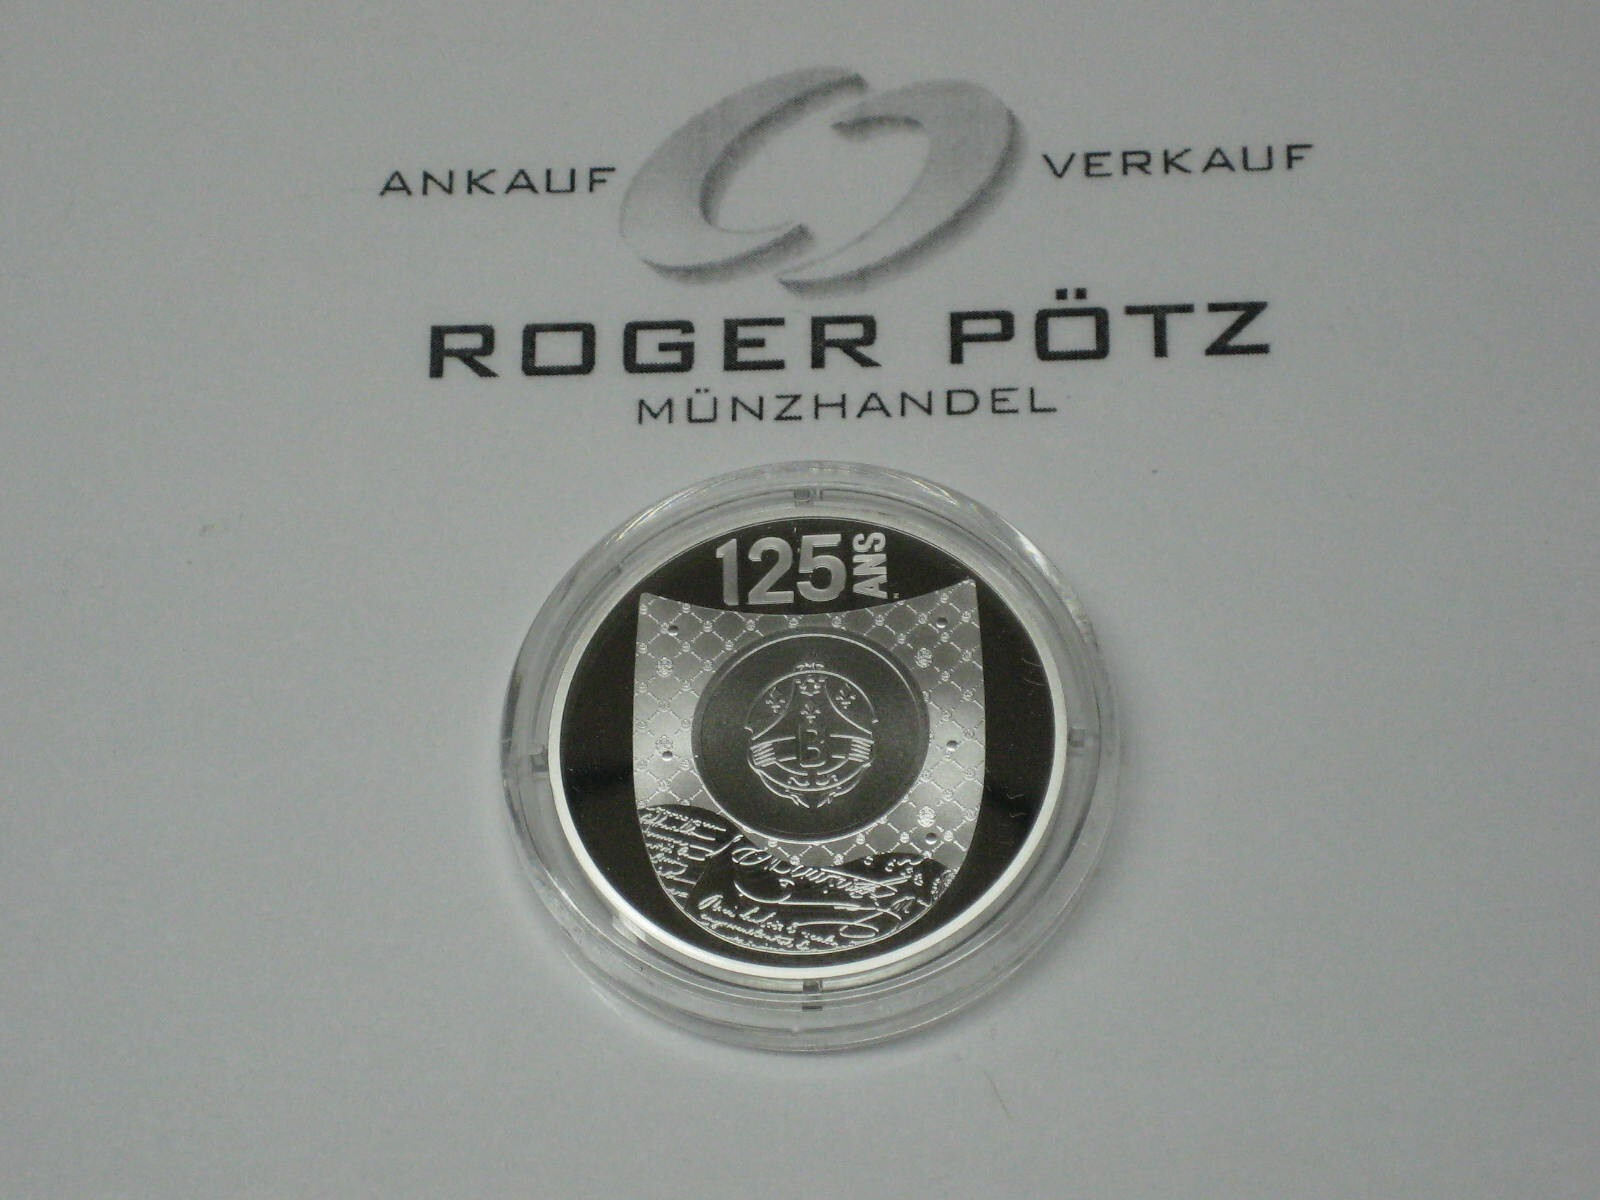 ANKAUF VERKAUF
ROGER PÖTZ
MÜNZHANDEL
125 ANS
B